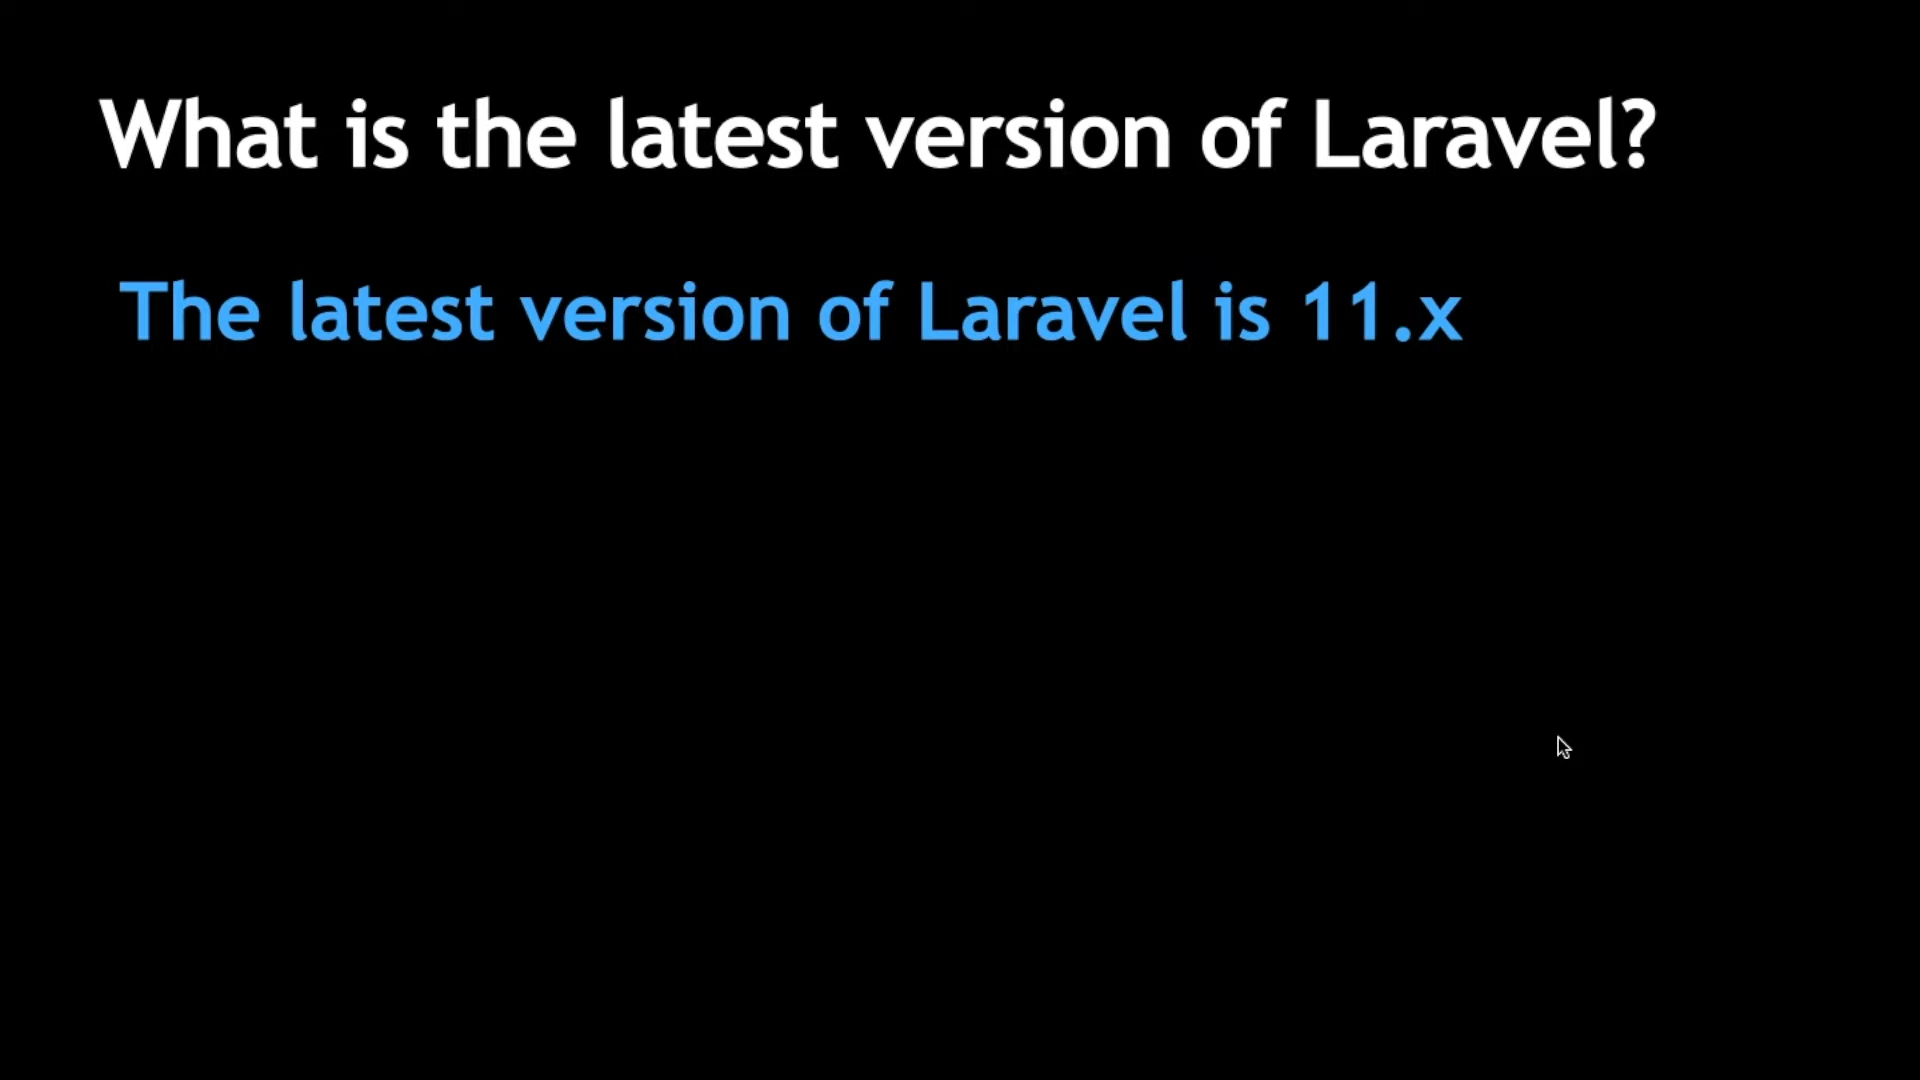 What is the latest version of Laravel?
The latest version of Laravel is 11.x